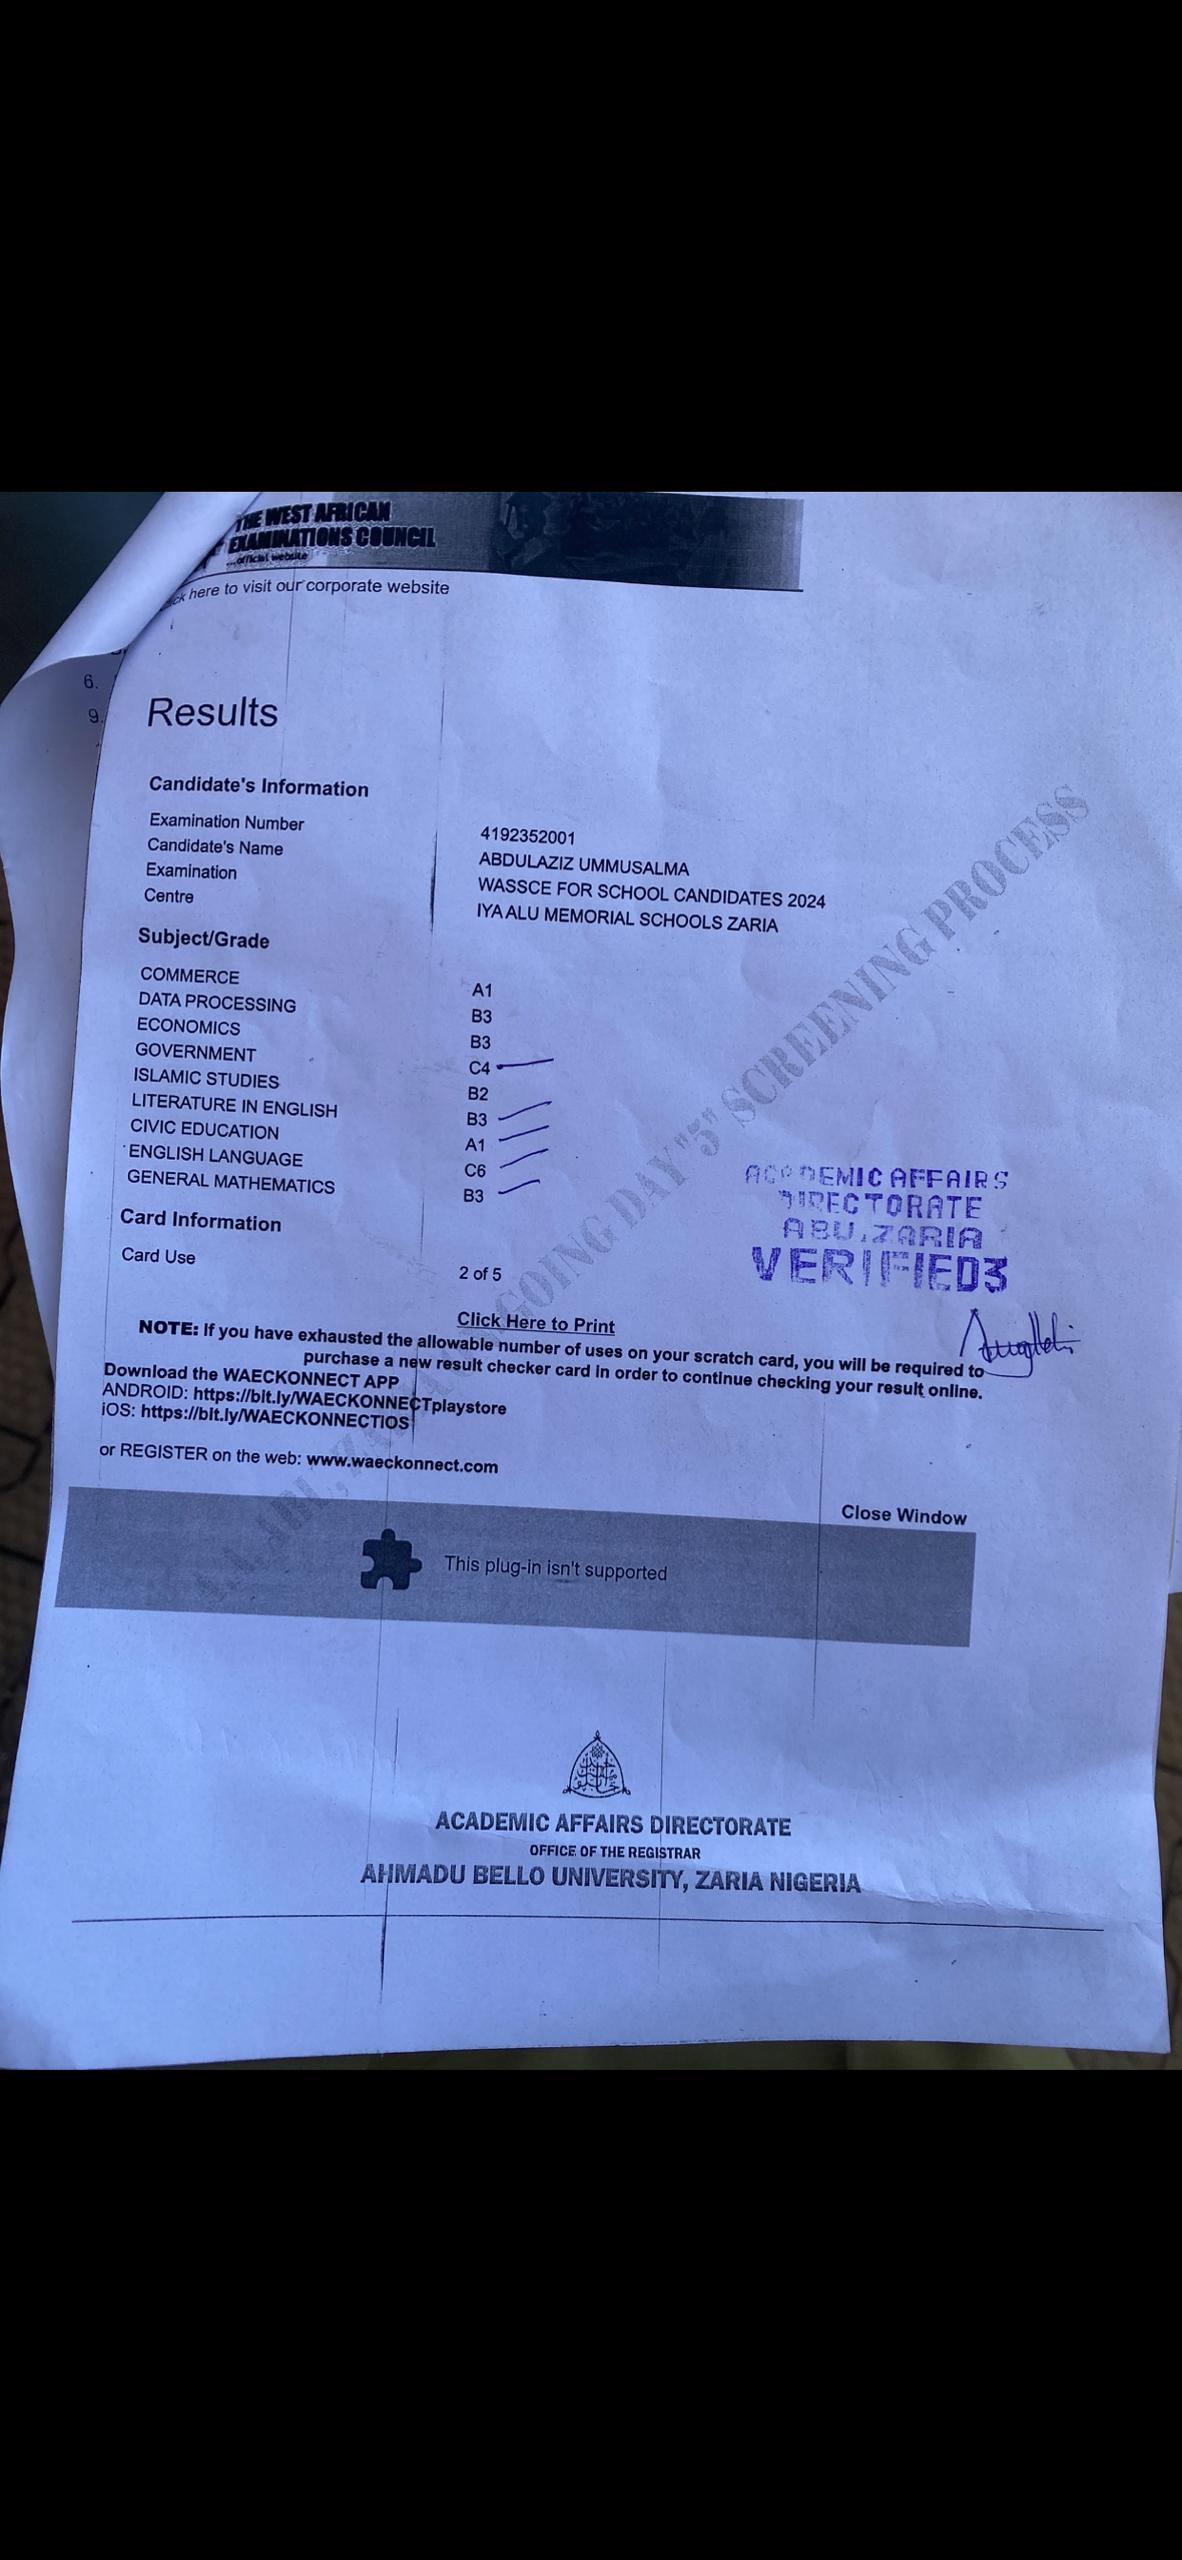 THE WEST AFRICAN
EXAMINATIONS COUNCIL
...official website
here to visit our corporate website
6.
9.
Results
Candidate's Information
Examination Number 4192352001
Candidate's Name ABDULAZIZ UMMUSALMA
Examination WASSCE FOR SCHOOL CANDIDATES 2024
Centre IYA ALU MEMORIAL SCHOOLS ZARIA
Subject/Grade
COMMERCE A1
DATA PROCESSING B3
ECONOMICS B3
GOVERNMENT C4
ISLAMIC STUDIES B2
LITERATURE IN ENGLISH B3
CIVIC EDUCATION A1
ENGLISH LANGUAGE C6
GENERAL MATHEMATICS B3
Card Information
Card Use 2 of 5
GOING DAY "5" SCREENING PROCESS
ACADEMIC AFFAIRS
DIRECTORATE
ABU, ZARIA
VERIFIED3
Click Here to Print
NOTE: If you have exhausted the allowable number of uses on your scratch card, you will be required to
purchase a new result checker card in order to continue checking your result online.
Download the WAECKONNECT APP
ANDROID: https://bit.ly/WAECKONNECTplaystore
iOS: https://bit.ly/WAECKONNECTIOS
or REGISTER on the web: www.waeckonnect.com
Close Window
This plug-in isn't supported
ACADEMIC AFFAIRS DIRECTORATE
OFFICE OF THE REGISTRAR
AHMADU BELLO UNIVERSITY, ZARIA NIGERIA